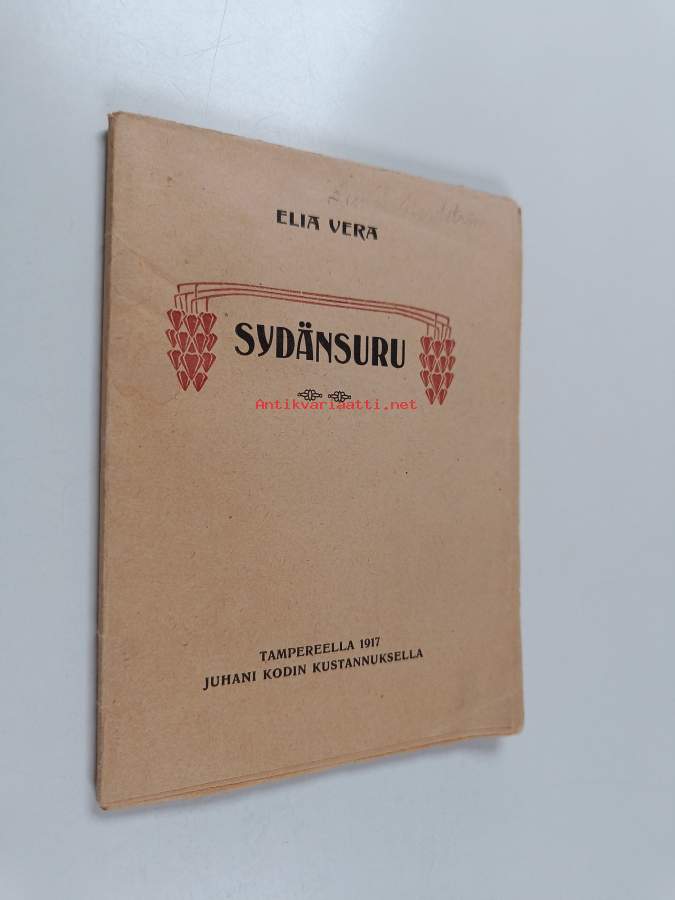 ELIA VERA
SYDÄNSURU
Antikvariaatti.net
TAMPEREELLA 1917
JUHANI KODIN KUSTANNUKSELLA